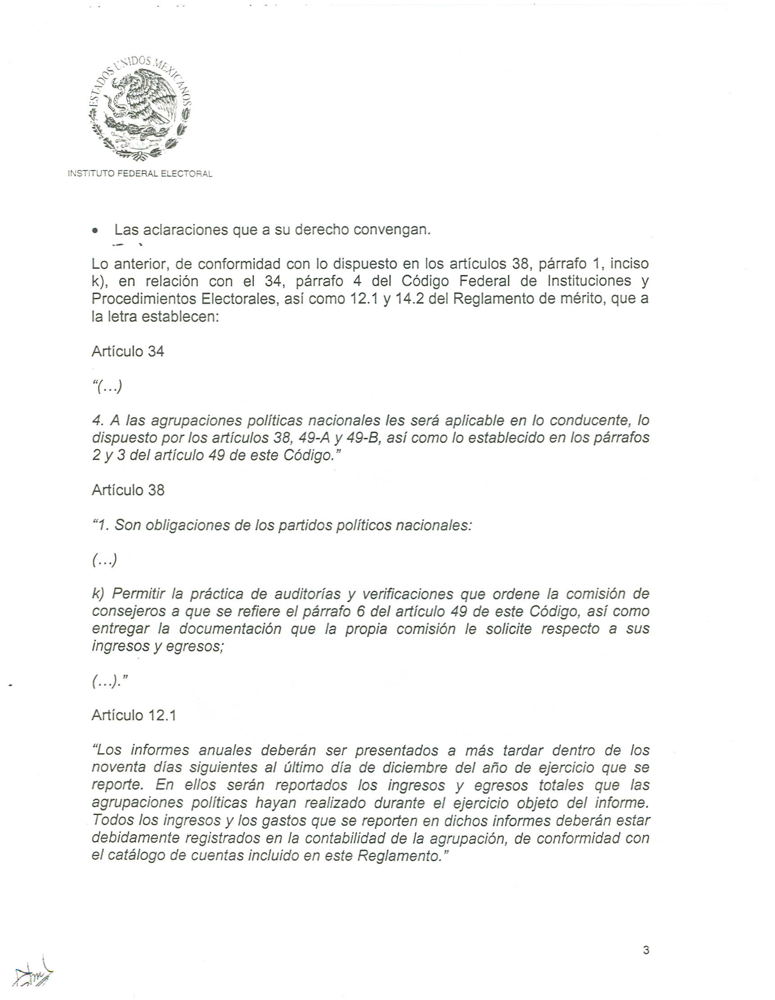 ESTADOS UNIDOS MEXICANOS
INSTITUTO FEDERAL ELECTORAL
• Las aclaraciones que a su derecho convengan.
Lo anterior, de conformidad con lo dispuesto en los artículos 38, párrafo 1, inciso
k), en relación con el 34, párrafo 4 del Código Federal de Instituciones y
Procedimientos Electorales, así como 12.1 y 14.2 del Reglamento de mérito, que a
la letra establecen:
Artículo 34
“(...)
4. A las agrupaciones políticas nacionales les será aplicable en lo conducente, lo
dispuesto por los artículos 38, 49-A y 49-B, así como lo establecido en los párrafos
2 y 3 del artículo 49 de este Código.”
Artículo 38
“1. Son obligaciones de los partidos políticos nacionales:
(...)
k) Permitir la práctica de auditorías y verificaciones que ordene la comisión de
consejeros a que se refiere el párrafo 6 del artículo 49 de este Código, así como
entregar la documentación que la propia comisión le solicite respecto a sus
ingresos y egresos;
(...).”
Artículo 12.1
“Los informes anuales deberán ser presentados a más tardar dentro de los
noventa días siguientes al último día de diciembre del año de ejercicio que se
reporte. En ellos serán reportados los ingresos y egresos totales que las
agrupaciones políticas hayan realizado durante el ejercicio objeto del informe.
Todos los ingresos y los gastos que se reporten en dichos informes deberán estar
debidamente registrados en la contabilidad de la agrupación, de conformidad con
el catálogo de cuentas incluido en este Reglamento.”
3